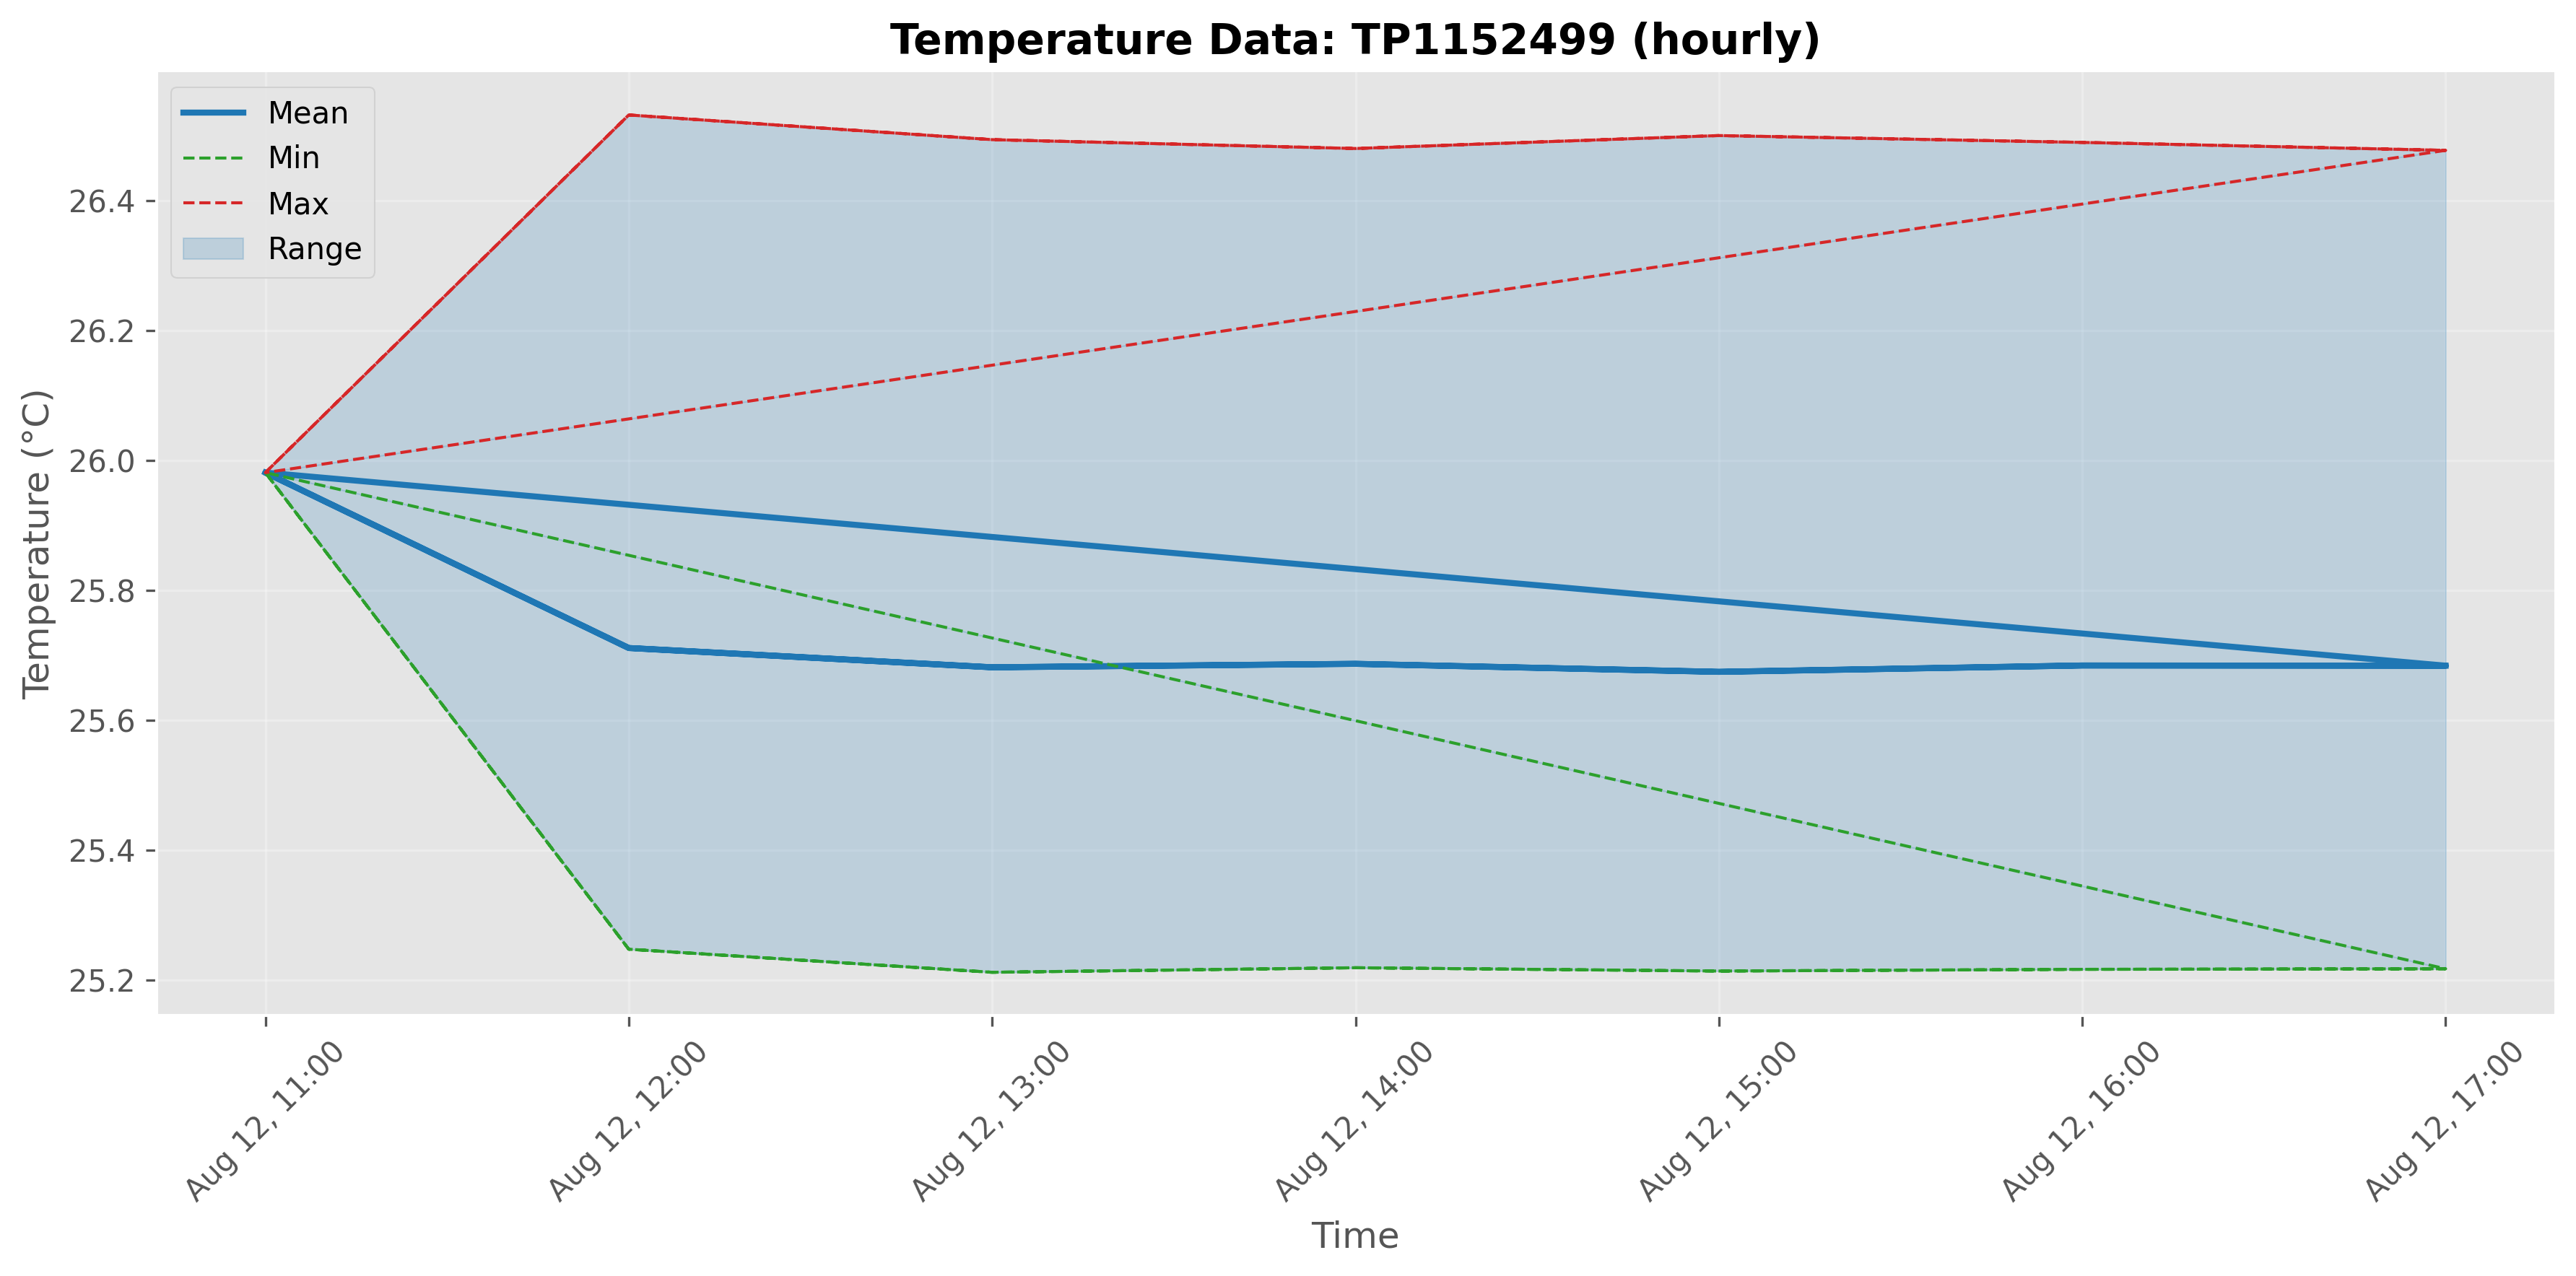 Temperature Data: TP1152499 (hourly)
Mean
Min
Max
Range
Temperature (°C)
26.4
26.2
26.0
25.8
25.6
25.4
25.2
Aug 12, 11:00
Aug 12, 12:00
Aug 12, 13:00
Aug 12, 14:00
Aug 12, 15:00
Aug 12, 16:00
Aug 12, 17:00
Time